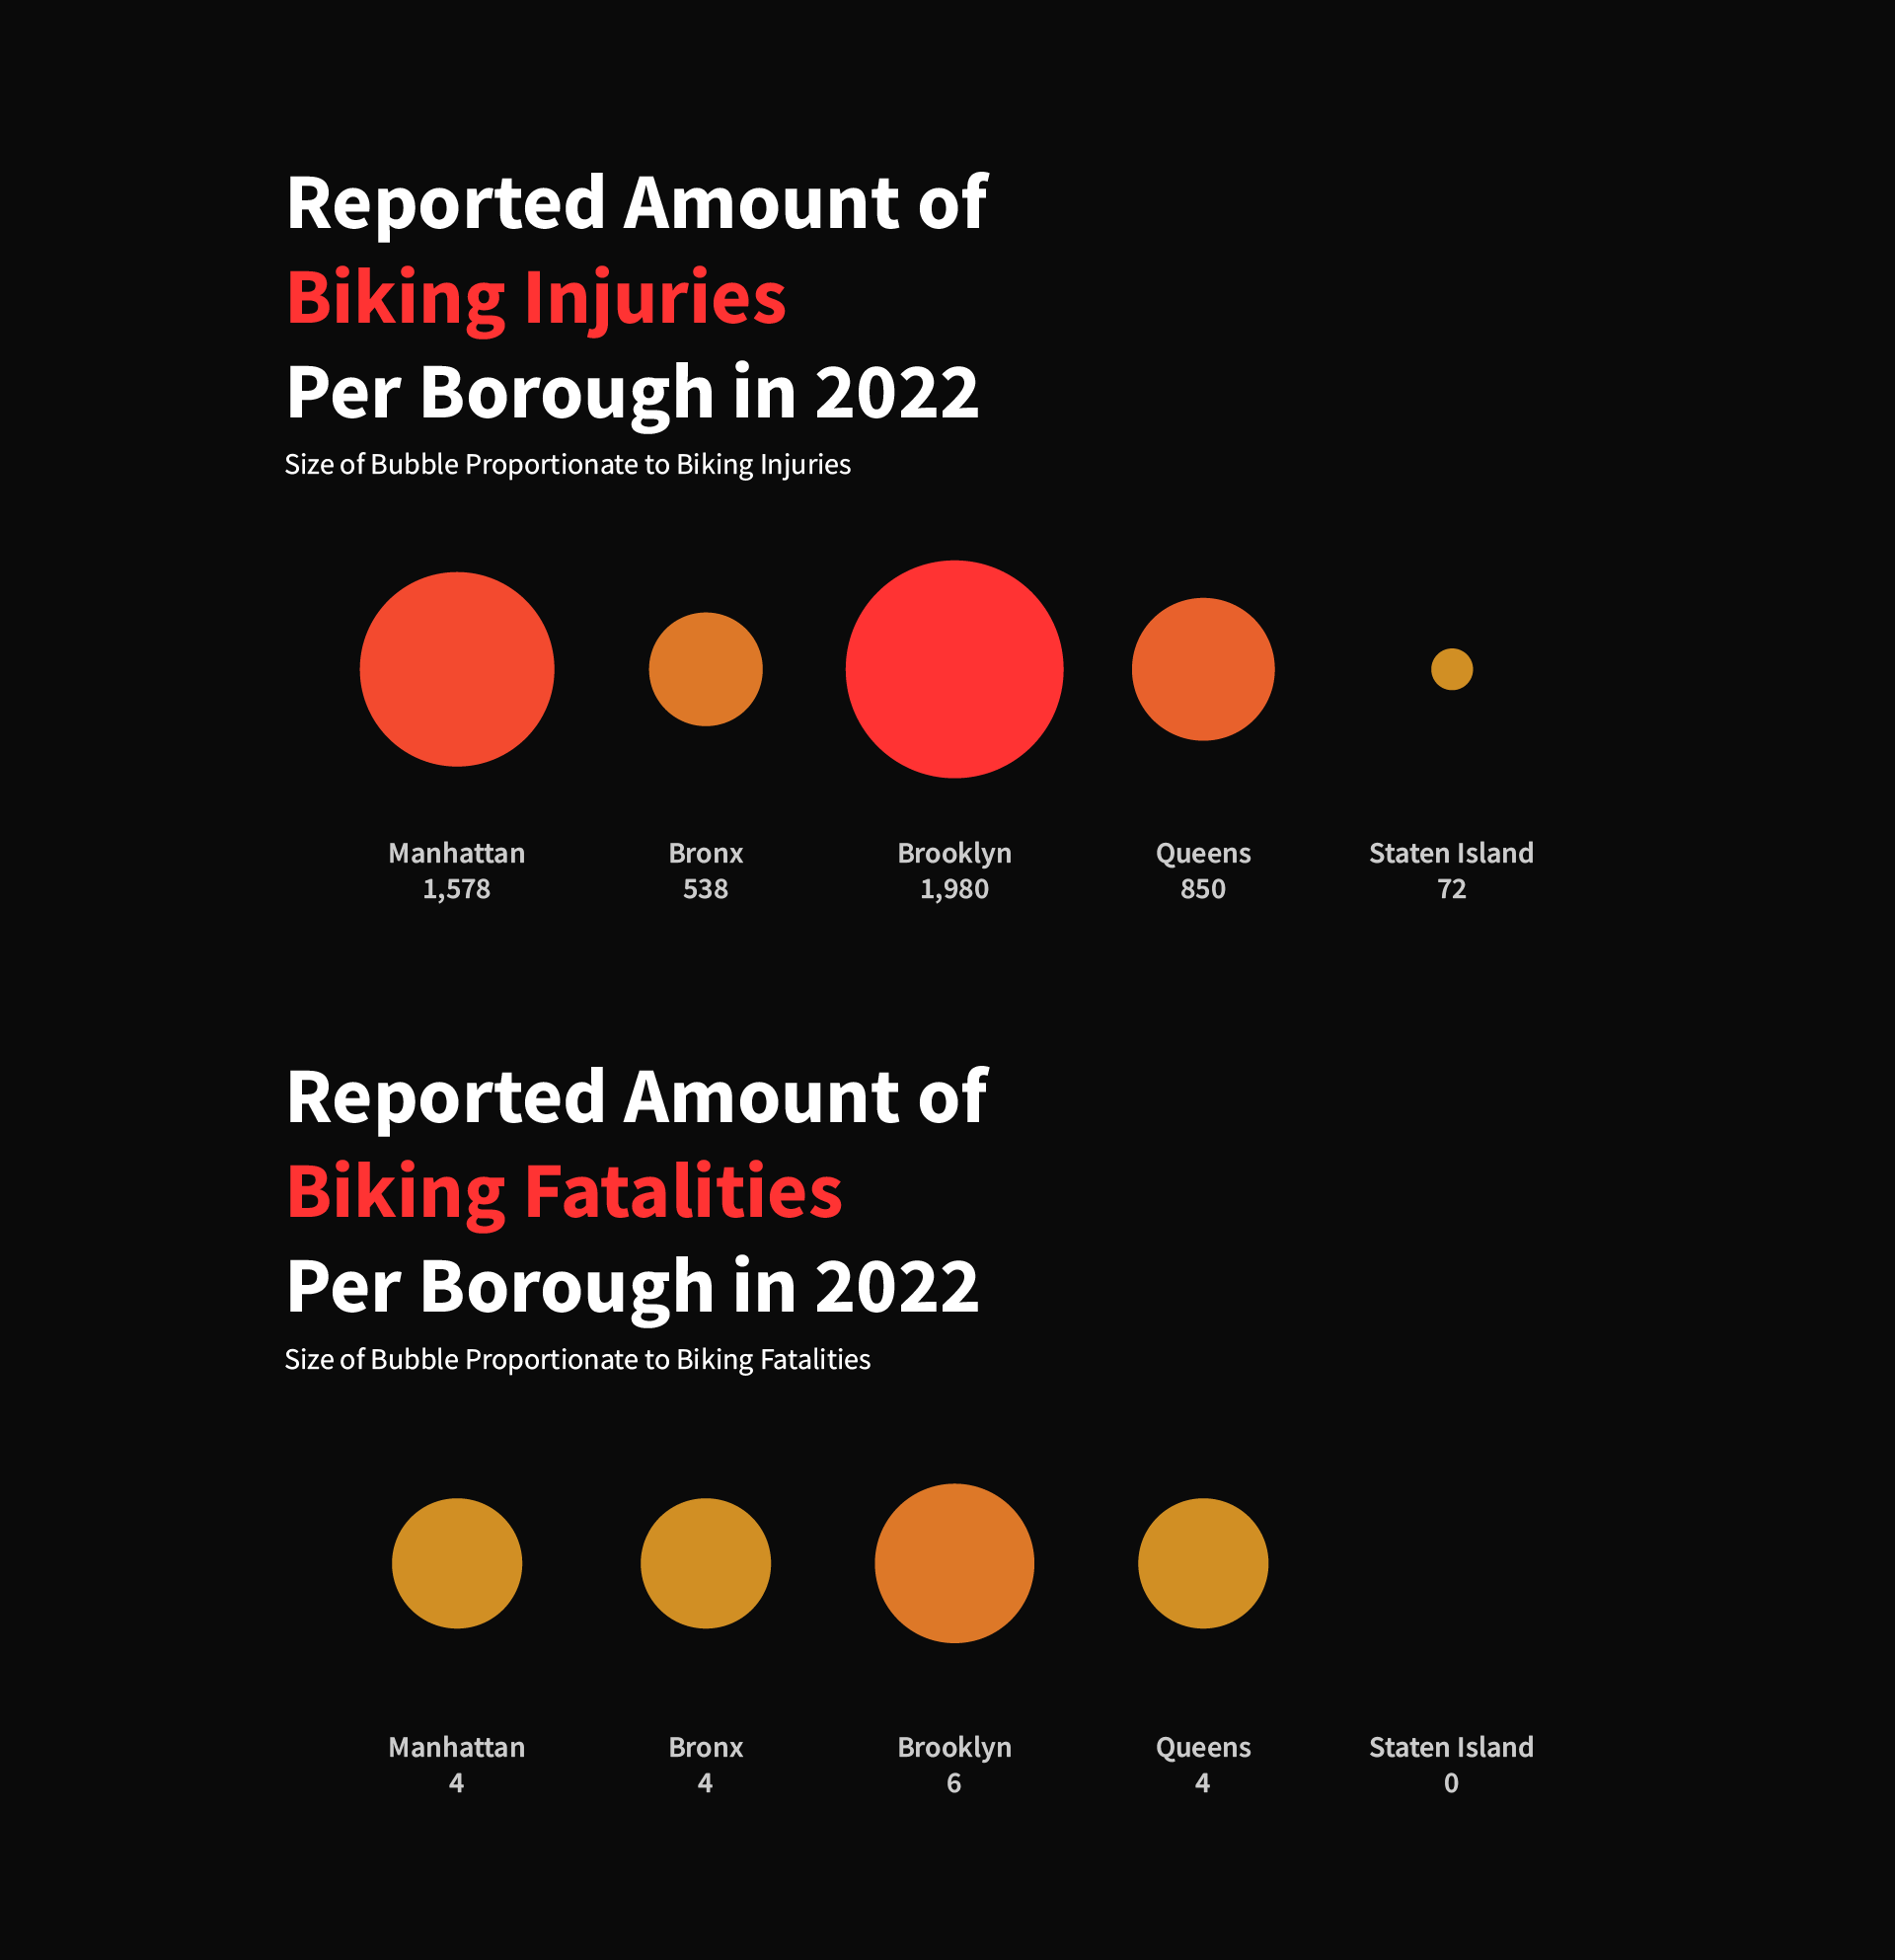 Reported Amount of
Biking Injuries
Per Borough in 2022
Size of Bubble Proportionate to Biking Injuries
Manhattan Bronx Brooklyn Queens Staten Island
1,578 538 1,980 850 72
Reported Amount of
Biking Fatalities
Per Borough in 2022
Size of Bubble Proportionate to Biking Fatalities
Manhattan Bronx Brooklyn Queens Staten Island
4 4 6 4 0